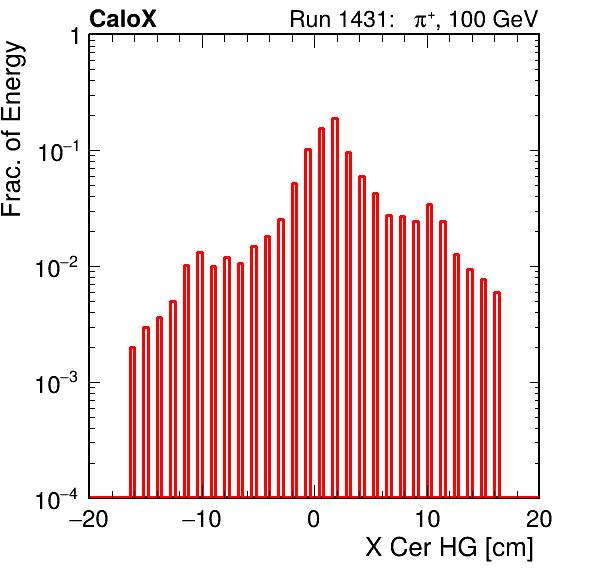 CaloX Run 1431: π⁺, 100 GeV
Frac. of Energy
1
10⁻¹
10⁻²
10⁻³
10⁻⁴
−20 −10 0 10 20
X Cer HG [cm]